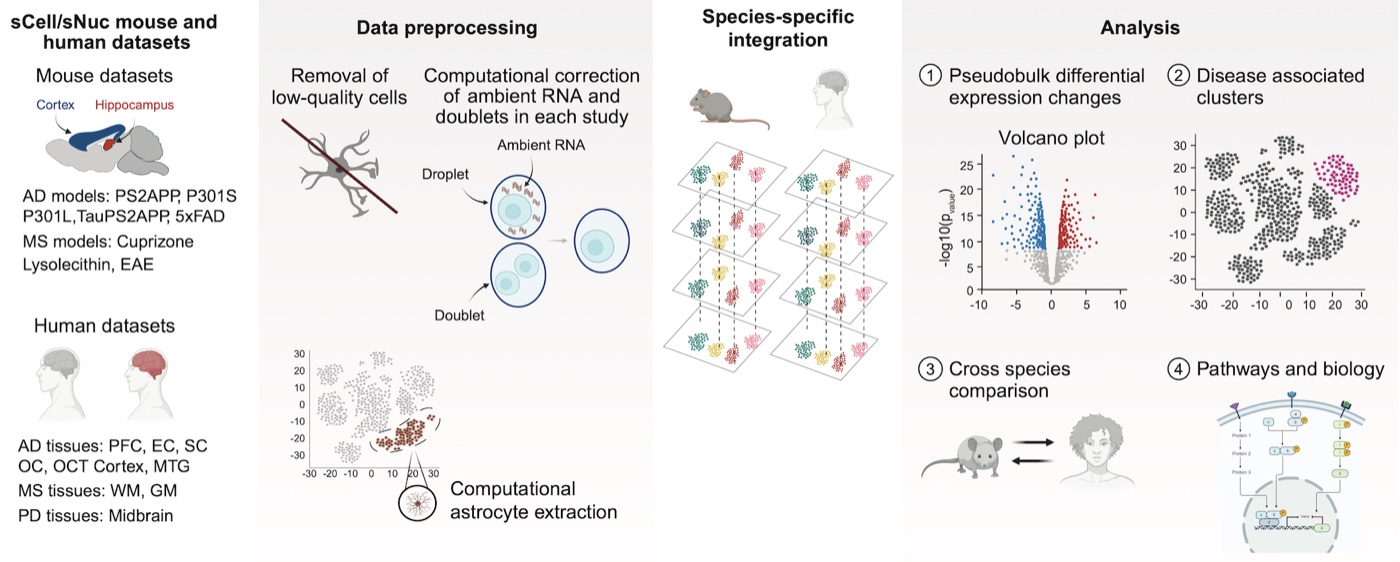 sCell/sNuc mouse and
human datasets
Mouse datasets
Cortex
Hippocampus
AD models: PS2APP, P301S
P301L,TauPS2APP, 5xFAD
MS models: Cuprizone
Lysolecithin, EAE
Human datasets
AD tissues: PFC, EC, SC
OC, OCT Cortex, MTG
MS tissues: WM, GM
PD tissues: Midbrain
Data preprocessing
Removal of
low-quality cells
Computational correction
of ambient RNA and
doublets in each study
Ambient RNA
Droplet
Doublet
30
20
10
0
-10
-20
-30
-30 -20 -10 0 10 20 30
Computational
astrocyte extraction
Species-specific
integration
Analysis
1 Pseudobulk differential
expression changes
Volcano plot
-log10(pvalue)
25
20
15
10
5
0
-10 -5 0 5 10
2 Disease associated
clusters
30
20
10
0
-10
-20
-30
-30 -20 -10 0 10 20 30
3 Cross species
comparison
4 Pathways and biology
Protein 1
Protein 2
Protein 3